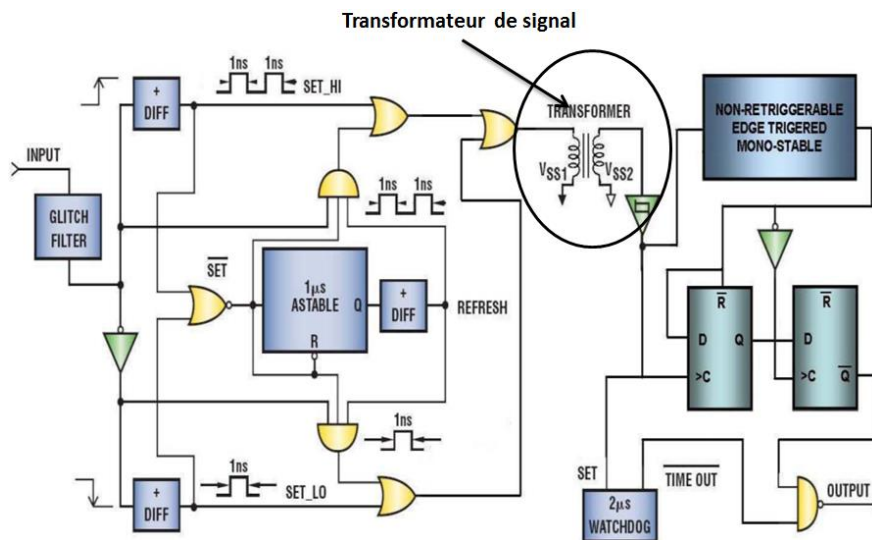 Transformateur de signal
1ns 1ns
SET_HI
+
DIFF
TRANSFORMER
NON-RETRIGGERABLE
EDGE TRIGERED
MONO-STABLE
INPUT
VSS1
VSS2
1ns 1ns
GLITCH
FILTER
SET
1µs
ASTABLE
Q
R
+
DIFF
REFRESH
R
D
Q
>C
R
D
>C
Q
1ns
1ns
+
DIFF
SET_LO
SET
TIME OUT
2µs
WATCHDOG
OUTPUT